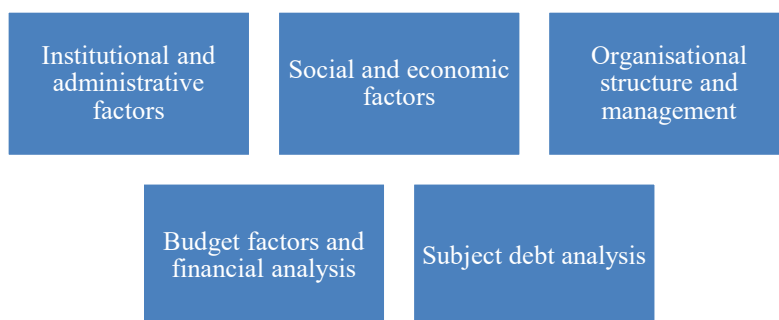 Institutional and
administrative
factors
Social and economic
factors
Organisational
structure and
management
Budget factors and
financial analysis
Subject debt analysis